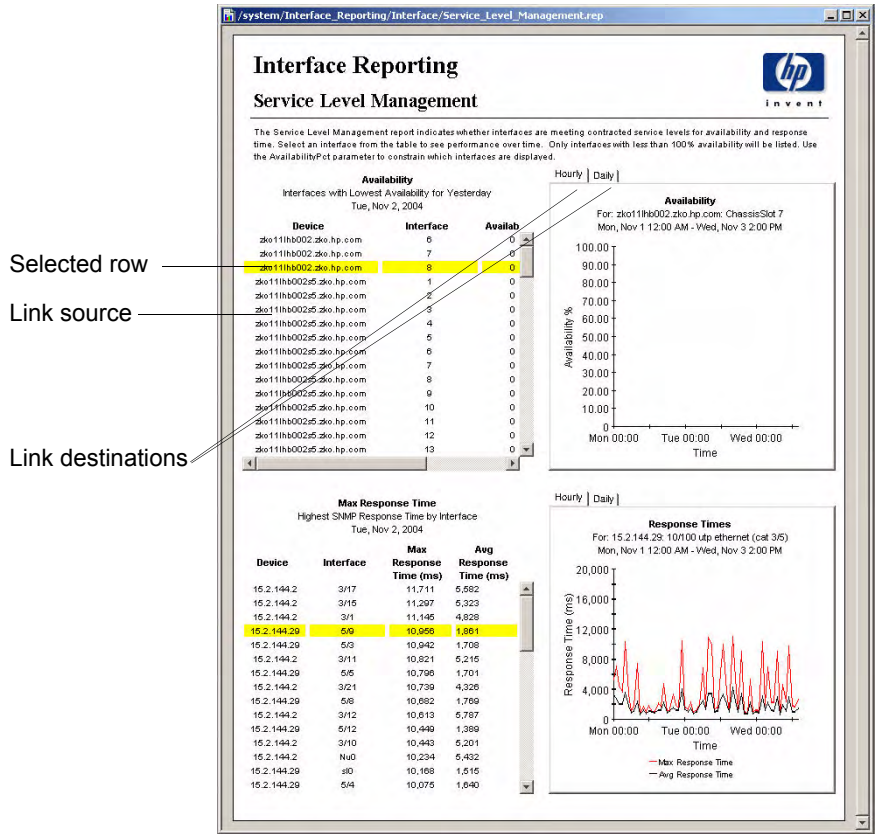 /system/Interface_Reporting/Interface/Service_Level_Management.rep
Interface Reporting
Service Level Management
hp
invent
The Service Level Management report indicates whether interfaces are meeting contracted service levels for availability and response
time. Select an interface from the table to see performance over time. Only interfaces with less than 100% availability will be listed. Use
the AvailabilityPct parameter to constrain which interfaces are displayed.
Availability
Interfaces with Lowest Availability for Yesterday
Tue, Nov 2, 2004
Device Interface Availab
zko11lhb002.zko.hp.com 6 0
zko11lhb002.zko.hp.com 7 0
zko11lhb002.zko.hp.com 8 0
zko11lhb002s5.zko.hp.com 1 0
zko11lhb002s5.zko.hp.com 2 0
zko11lhb002s5.zko.hp.com 3 0
zko11lhb002s5.zko.hp.com 4 0
zko11lhb002s5.zko.hp.com 5 0
zko11lhb002s5.zko.hp.com 6 0
zko11lhb002s5.zko.hp.com 7 0
zko11lhb002s5.zko.hp.com 8 0
zko11lhb002s5.zko.hp.com 9 0
zko11lhb002s5.zko.hp.com 10 0
zko11lhb002s5.zko.hp.com 11 0
zko11lhb002s5.zko.hp.com 12 0
zko11lhb002s5.zko.hp.com 13 0
Selected row
Link source
Link destinations
Hourly Daily
Availability
For: zko11lhb002.zko.hp.com: ChassisSlot 7
Mon, Nov 1 12:00 AM - Wed, Nov 3 2:00 PM
Availability %
100.00
90.00
80.00
70.00
60.00
50.00
40.00
30.00
20.00
10.00
0
Mon 00:00 Tue 00:00 Wed 00:00
Time
Max Response Time
Highest SNMP Response Time by Interface
Tue, Nov 2, 2004
Max Avg
Device Interface Response Response
Time (ms) Time (ms)
15.2.144.2 3/17 11,711 5,582
15.2.144.2 3/15 11,297 5,323
15.2.144.2 3/1 11,145 4,828
15.2.144.29 5/9 10,956 1,861
15.2.144.29 5/3 10,942 1,708
15.2.144.2 3/11 10,821 5,215
15.2.144.29 5/5 10,796 1,701
15.2.144.2 3/21 10,739 4,326
15.2.144.29 5/8 10,682 1,769
15.2.144.2 3/12 10,613 5,787
15.2.144.29 5/12 10,449 1,389
15.2.144.2 3/10 10,443 5,201
15.2.144.2 Nu0 10,234 5,432
15.2.144.29 sl0 10,168 1,515
15.2.144.29 5/4 10,075 1,640
Hourly Daily
Response Times
For: 15.2.144.29: 10/100 utp ethernet (cat 3/5)
Mon, Nov 1 12:00 AM - Wed, Nov 3 2:00 PM
Response Time (ms)
20,000
16,000
12,000
8,000
4,000
0
Mon 00:00 Tue 00:00 Wed 00:00
Time
Max Response Time
Avg Response Time